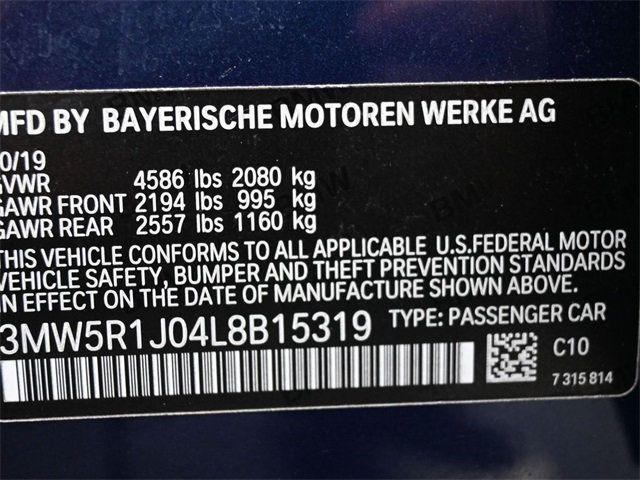 MFD BY BAYERISCHE MOTOREN WERKE AG
0/19
GVWR 4586 lbs 2080 kg
GAWR FRONT 2194 lbs 995 kg
GAWR REAR 2557 lbs 1160 kg
THIS VEHICLE CONFORMS TO ALL APPLICABLE U.S.FEDERAL MOTOR
VEHICLE SAFETY, BUMPER AND THEFT PREVENTION STANDARDS
IN EFFECT ON THE DATE OF MANUFACTURE SHOWN ABOVE.
3MW5R1J04L8B15319 TYPE: PASSENGER CAR
C10
7 315 814